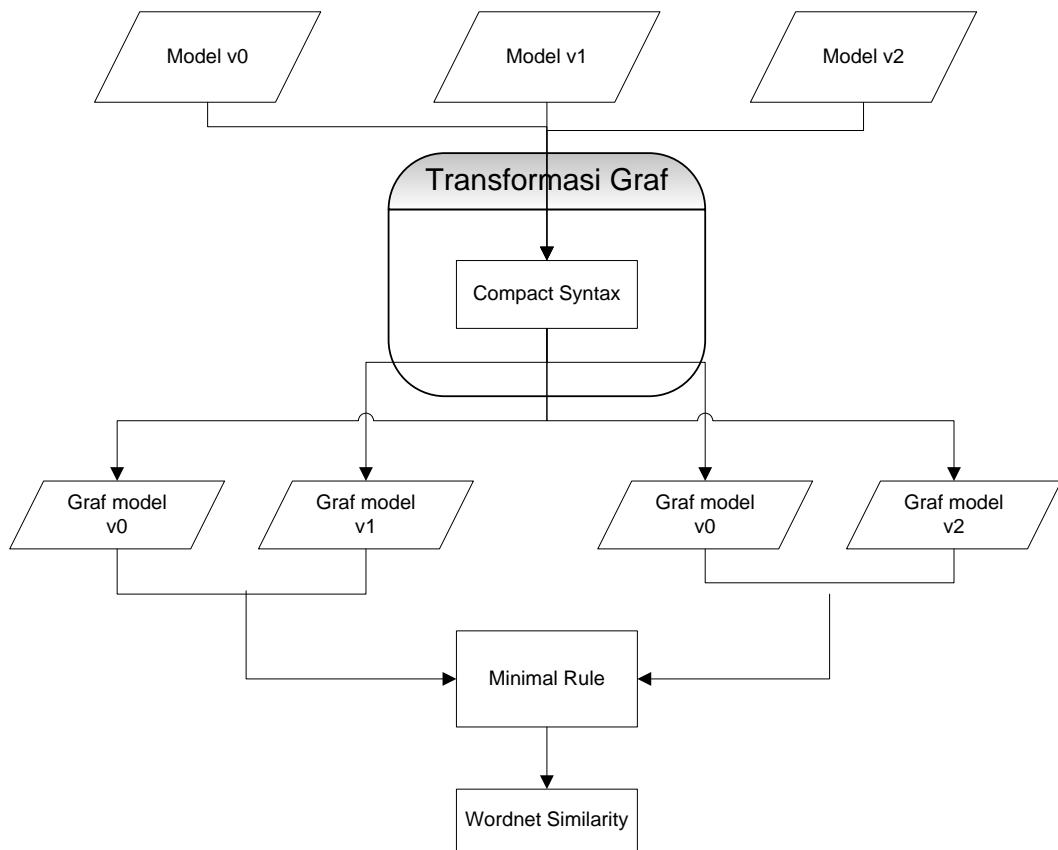 Model v0
Model v1
Model v2
Transformasi Graf
Compact Syntax
Graf model
v0
Graf model
v1
Graf model
v0
Graf model
v2
Minimal Rule
Wordnet Similarity